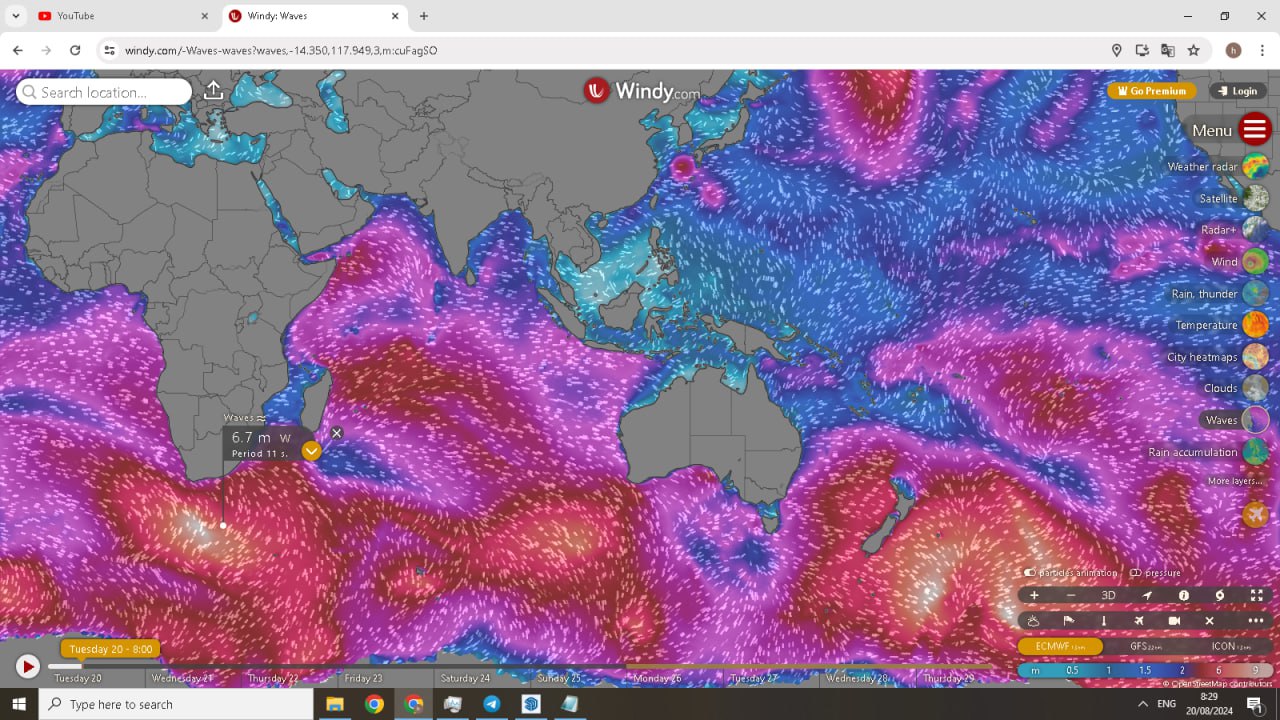 YouTube
Windy: Waves
windy.com/-Waves-waves?waves,-14.350,117.949,3,m:cuFagSO
h
Search location...
Windy.com
Go Premium
Login
Menu
Weather radar
Satellite
Radar+
Wind
Rain, thunder
Temperature
City heatmaps
Clouds
Waves
Rain accumulation
More layers...
Waves
6.7 m W
Period 11 s.
particles animation pressure
3D
ECMWF GFS ICON
m 0.5 1 1.5 2 6 9
© OpenStreetMap contributors
Tuesday 20 - 8:00
Tuesday 20 Wednesday 21 Thursday 22 Friday 23 Saturday 24 Sunday 25 Monday 26 Tuesday 27 Wednesday 28 Thursday 29
Type here to search
ENG
8:29
20/08/2024
1